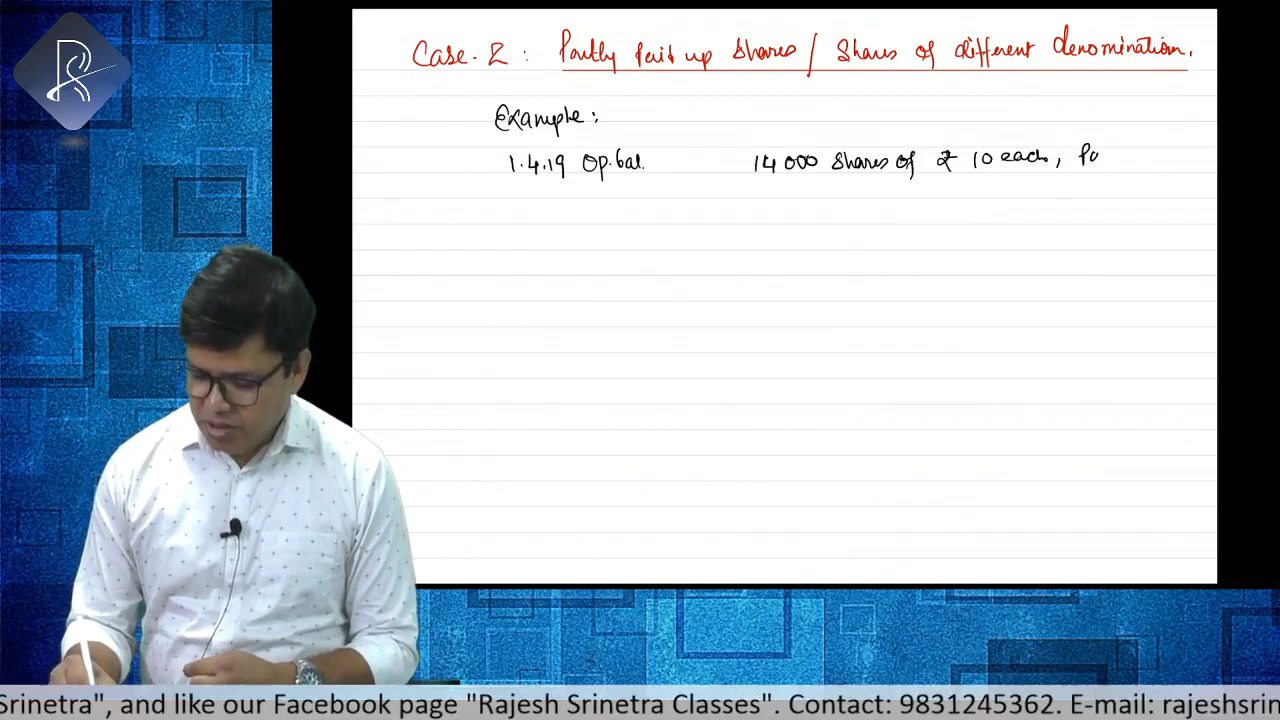 Case-2 : Partly paid up shares / Shares of different denomination.
Example :
1.4.19 Op. bal. 14000 shares of ₹ 10 each, Pa
Srinetra", and like our Facebook page "Rajesh Srinetra Classes". Contact: 9831245362. E-mail: rajeshsrin